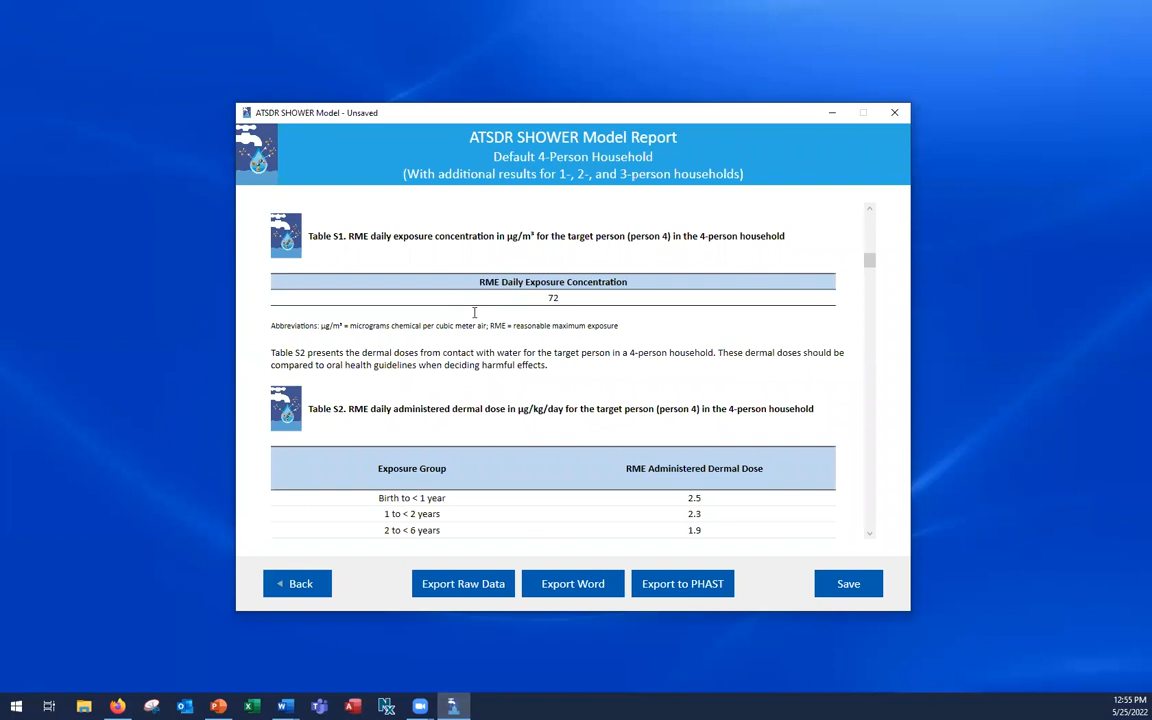 ATSDR SHOWER Model - Unsaved
ATSDR SHOWER Model Report
Default 4-Person Household
(With additional results for 1-, 2-, and 3-person households)
Table S1. RME daily exposure concentration in µg/m³ for the target person (person 4) in the 4-person household
RME Daily Exposure Concentration
72
Abbreviations: µg/m³ = micrograms chemical per cubic meter air; RME = reasonable maximum exposure
Table S2 presents the dermal doses from contact with water for the target person in a 4-person household. These dermal doses should be
compared to oral health guidelines when deciding harmful effects.
Table S2. RME daily administered dermal dose in µg/kg/day for the target person (person 4) in the 4-person household
Exposure Group RME Administered Dermal Dose
Birth to < 1 year 2.5
1 to < 2 years 2.3
2 to < 6 years 1.9
Back Export Raw Data Export Word Export to PHAST Save
12:55 PM
5/25/2022